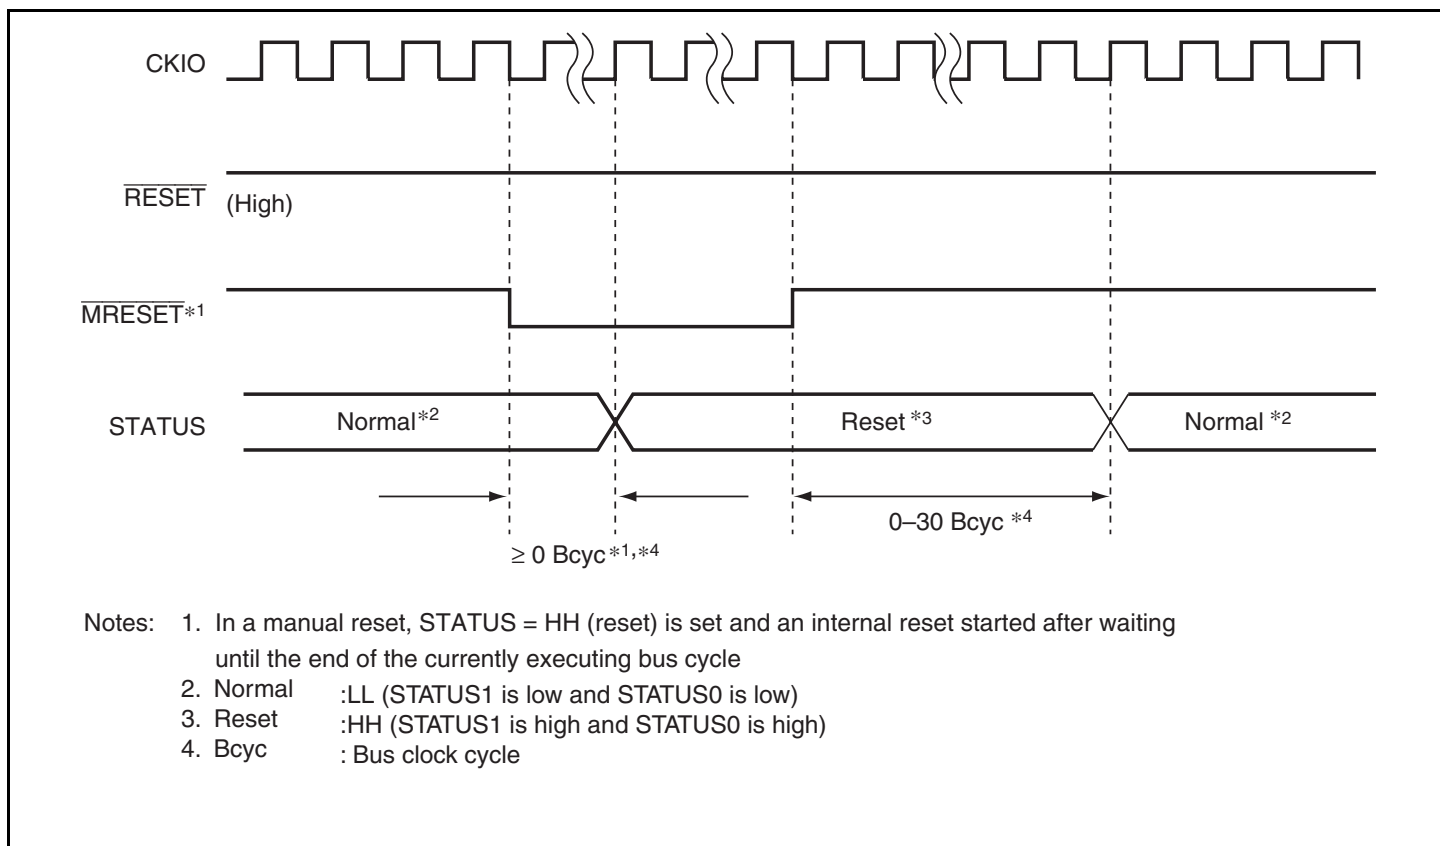 CKIO
RESET (High)
MRESET*1
STATUS Normal*2 Reset*3 Normal*2
0–30 Bcyc*4
≥ 0 Bcyc*1,*4
Notes: 1. In a manual reset, STATUS = HH (reset) is set and an internal reset started after waiting
until the end of the currently executing bus cycle
2. Normal :LL (STATUS1 is low and STATUS0 is low)
3. Reset :HH (STATUS1 is high and STATUS0 is high)
4. Bcyc : Bus clock cycle